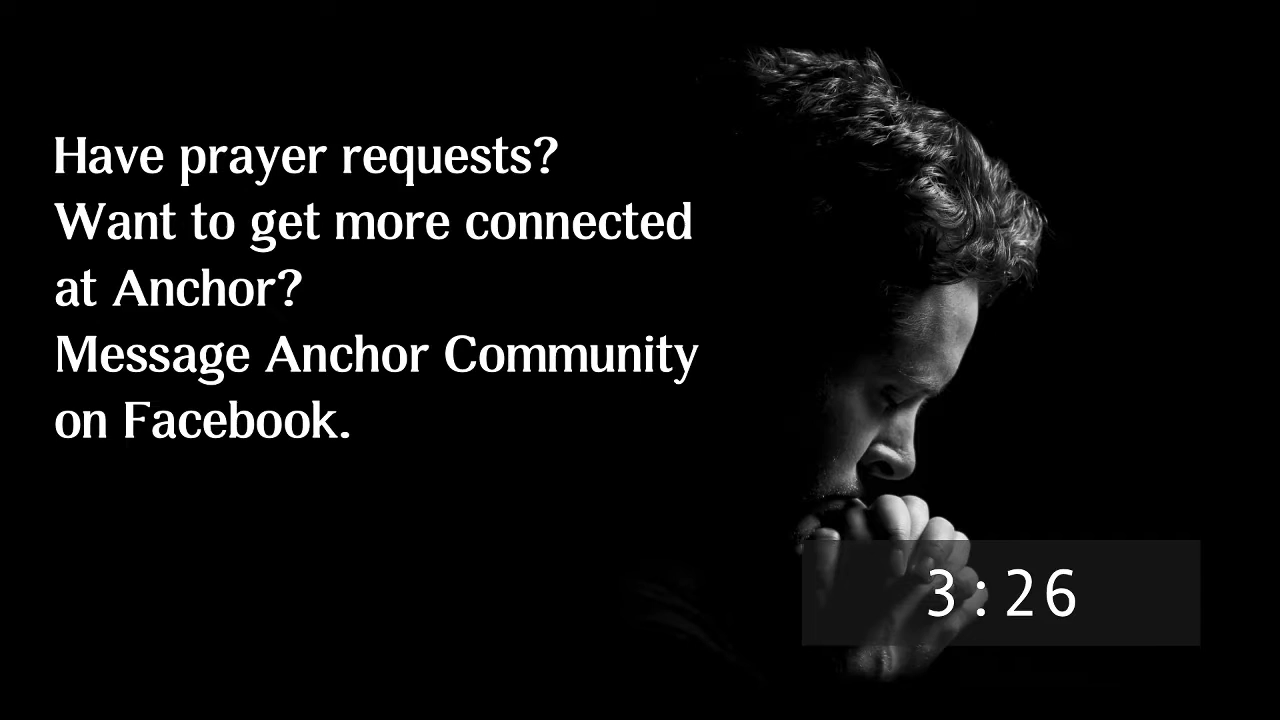 Have prayer requests?
Want to get more connected
at Anchor?
Message Anchor Community
on Facebook.
3:26